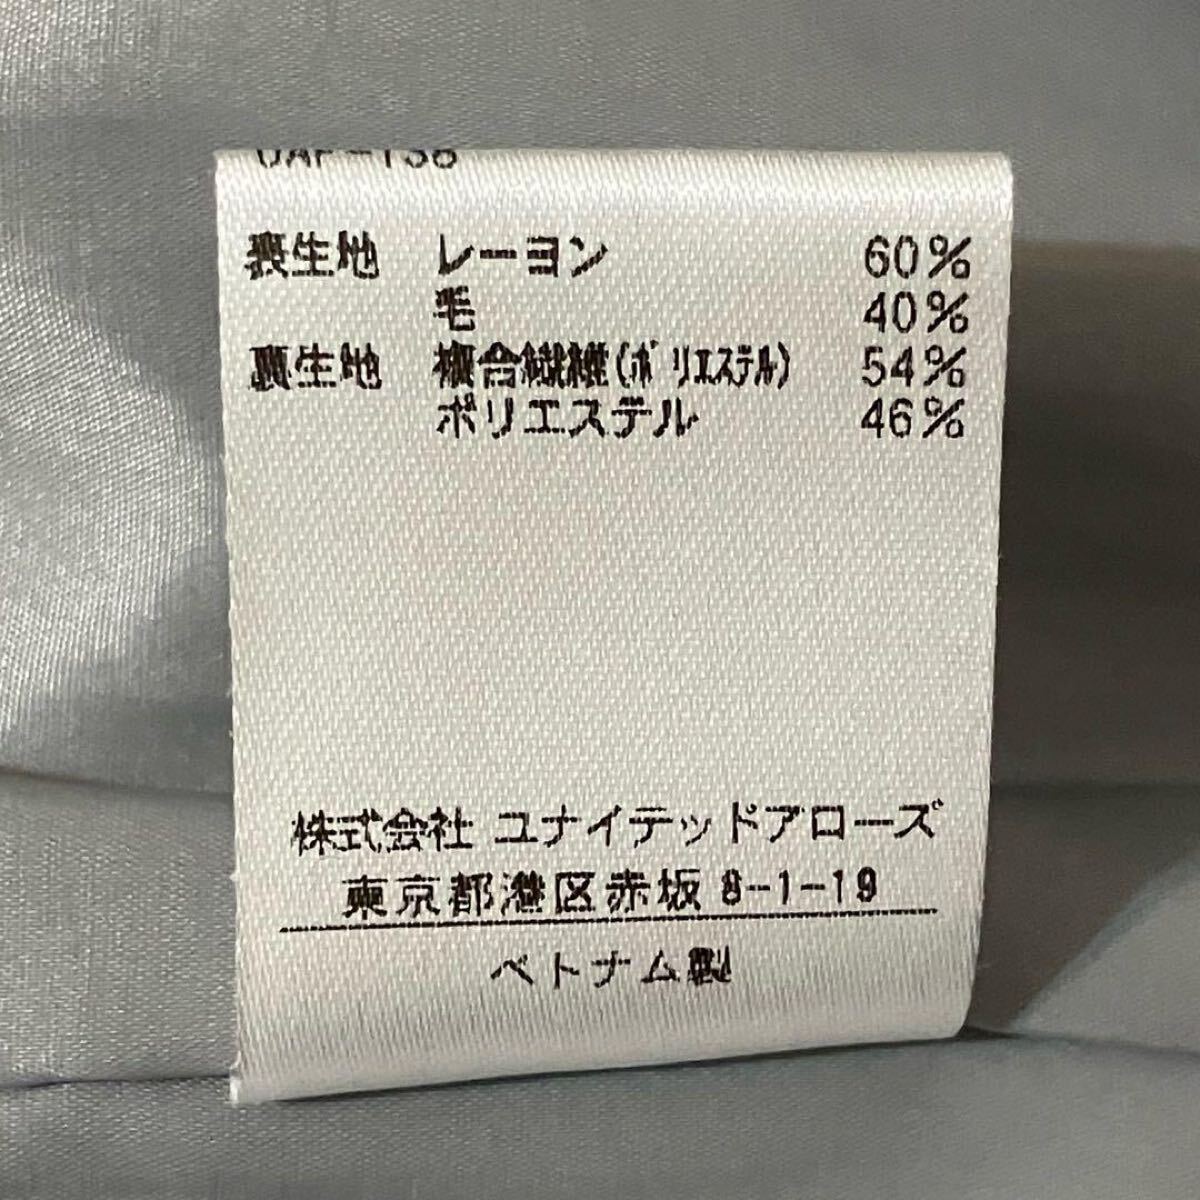 表生地 レーヨン 60%
毛 40%
裏生地 複合繊維(ポリエステル) 54%
ポリエステル 46%
株式会社 ユナイテッドアローズ
東京都港区赤坂 8-1-19
ベトナム製